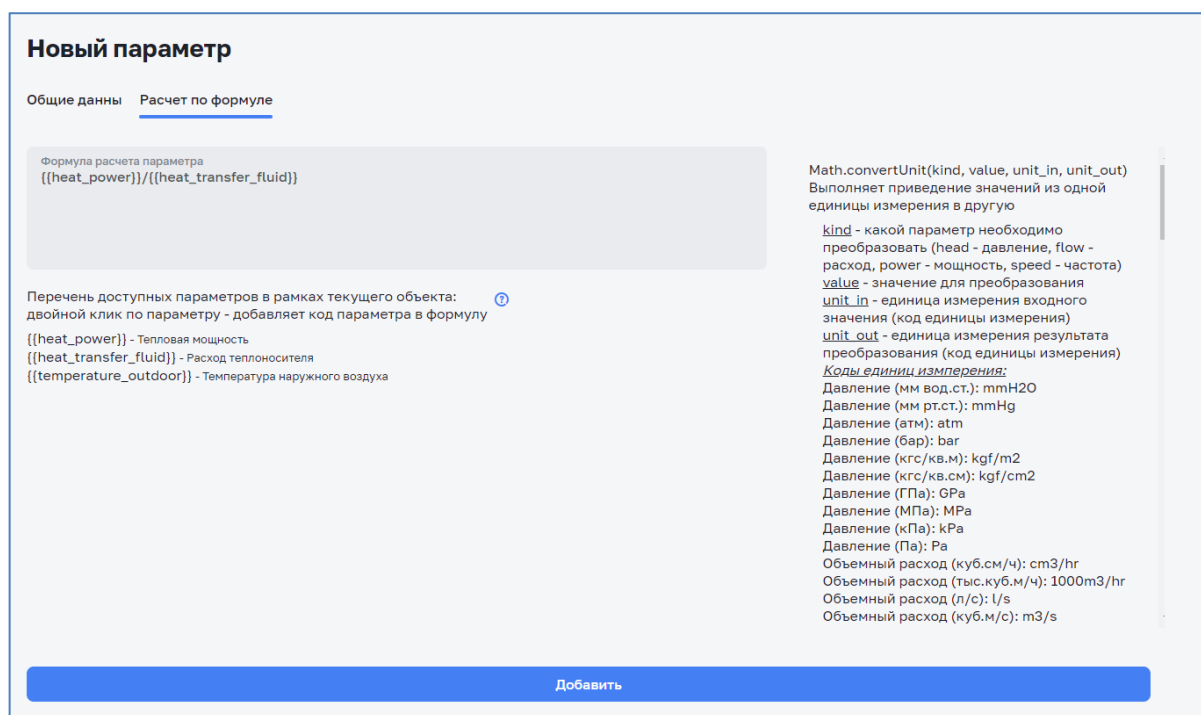 Новый параметр
Общие данны Расчет по формуле
Формула расчета параметра
{{heat_power}}/{{heat_transfer_fluid}}
Перечень доступных параметров в рамках текущего объекта:
двойной клик по параметру - добавляет код параметра в формулу
?
{{heat_power}} - Тепловая мощность
{{heat_transfer_fluid}} - Расход теплоносителя
{{temperature_outdoor}} - Температура наружного воздуха
Math.convertUnit(kind, value, unit_in, unit_out)
Выполняет приведение значений из одной
единицы измерения в другую
kind - какой параметр необходимо
преобразовать (head - давление, flow -
расход, power - мощность, speed - частота)
value - значение для преобразования
unit_in - единица измерения входного
значения (код единицы измерения)
unit_out - единица измерения результата
преобразования (код единицы измерения)
Коды единиц измперения:
Давление (мм вод.ст.): mmH2O
Давление (мм рт.ст.): mmHg
Давление (атм): atm
Давление (бар): bar
Давление (кгс/кв.м): kgf/m2
Давление (кгс/кв.см): kgf/cm2
Давление (ГПа): GPa
Давление (МПа): MPa
Давление (кПа): kPa
Давление (Па): Pa
Объемный расход (куб.см/ч): cm3/hr
Объемный расход (тыс.куб.м/ч): 1000m3/hr
Объемный расход (л/с): l/s
Объемный расход (куб.м/с): m3/s
Добавить